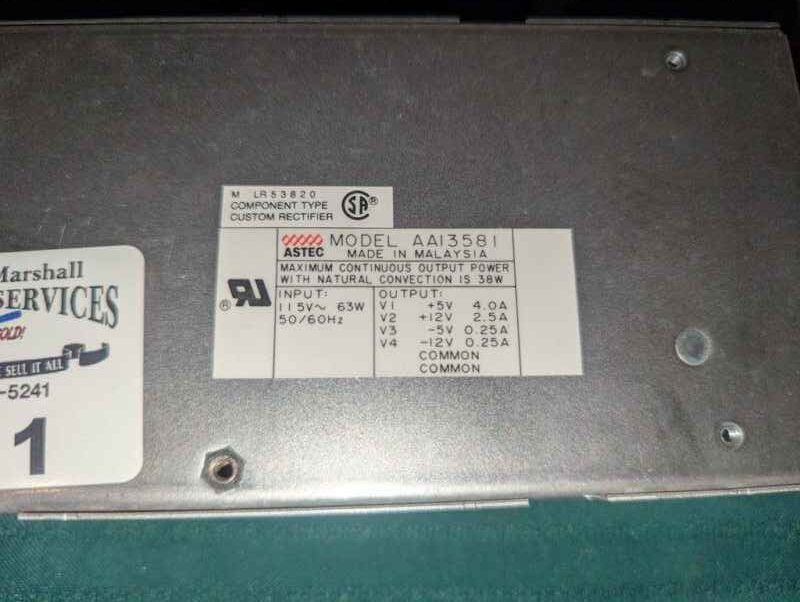 M LR53820
COMPONENT TYPE
CUSTOM RECTIFIER
SA®
ASTEC
MODEL AA13581
MADE IN MALAYSIA
MAXIMUM CONTINUOUS OUTPUT POWER
WITH NATURAL CONVECTION IS 38W
®
INPUT:
115V~ 63W
50/60Hz
OUTPUT:
V1 +5V 4.0A
V2 +12V 2.5A
V3 -5V 0.25A
V4 -12V 0.25A
COMMON
COMMON
Marshall
SERVICES
SOLD!
SELL IT ALL
-5241
1